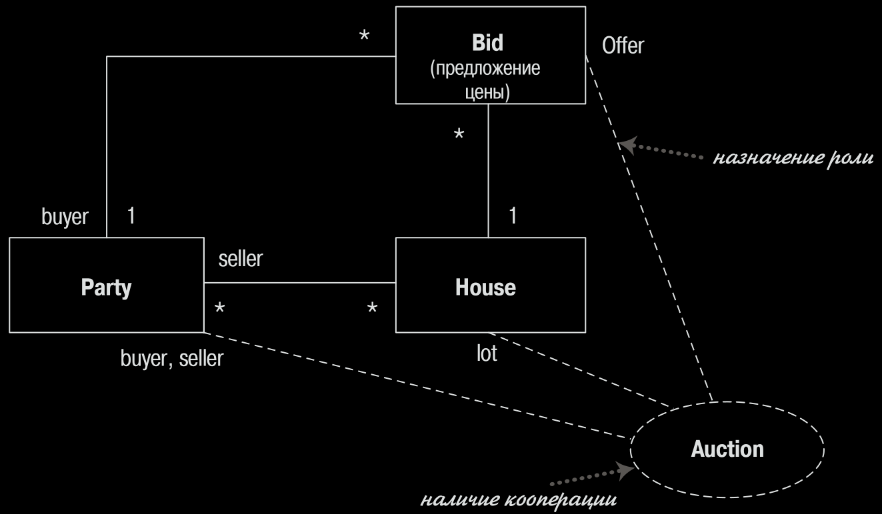 *
Bid
(предложение
цены)
Offer
*
назначение роли
buyer
1
1
Party
seller
House
*
*
buyer, seller
lot
Auction
наличие кооперации